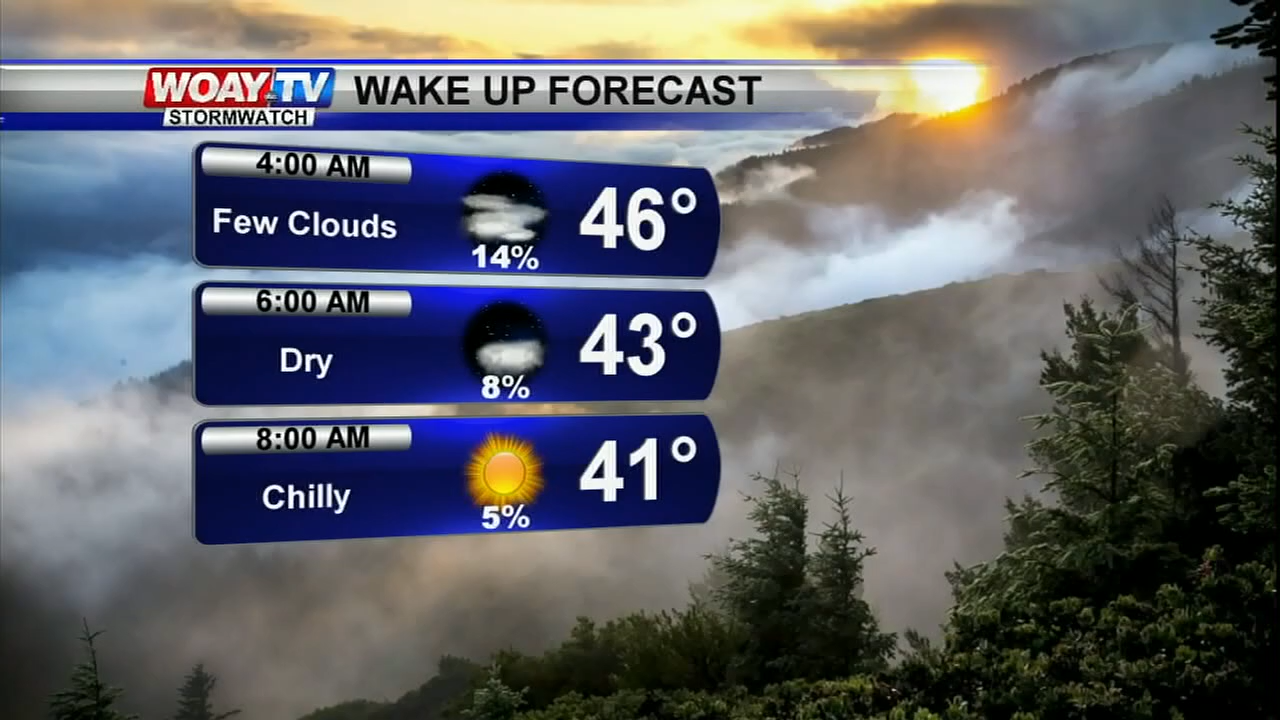 WOAY TV WAKE UP FORECAST
STORMWATCH
4:00 AM
Few Clouds
14%
46°
6:00 AM
Dry
8%
43°
8:00 AM
Chilly
5%
41°